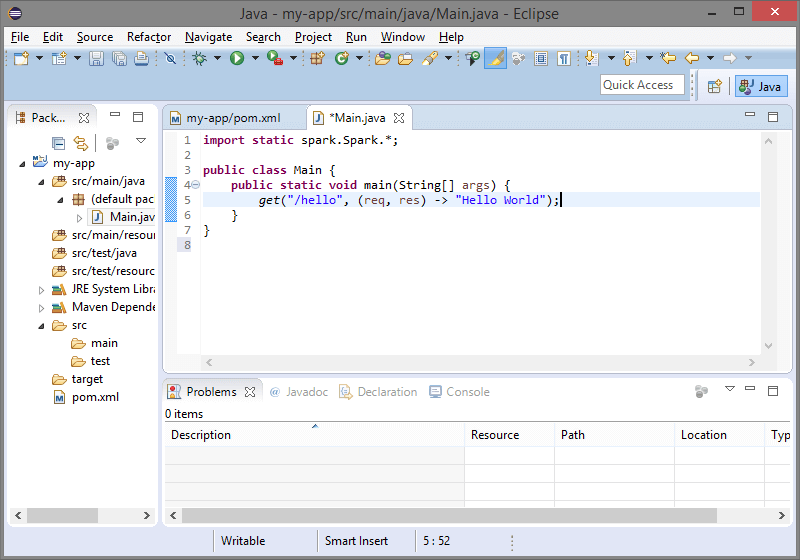 Java - my-app/src/main/java/Main.java - Eclipse
File Edit Source Refactor Navigate Search Project Run Window Help
Quick Access
Java
Pack...
my-app/pom.xml
*Main.java
my-app
src/main/java
(default pac
Main.jav
src/main/resour
src/test/java
src/test/resourc
JRE System Libra
Maven Depende
src
main
test
target
pom.xml
1 import static spark.Spark.*;
2
3 public class Main {
4 public static void main(String[] args) {
5 get("/hello", (req, res) -> "Hello World");
6 }
7 }
8
Problems @ Javadoc Declaration Console
0 items
Description Resource Path Location Typ
Writable Smart Insert 5 : 52